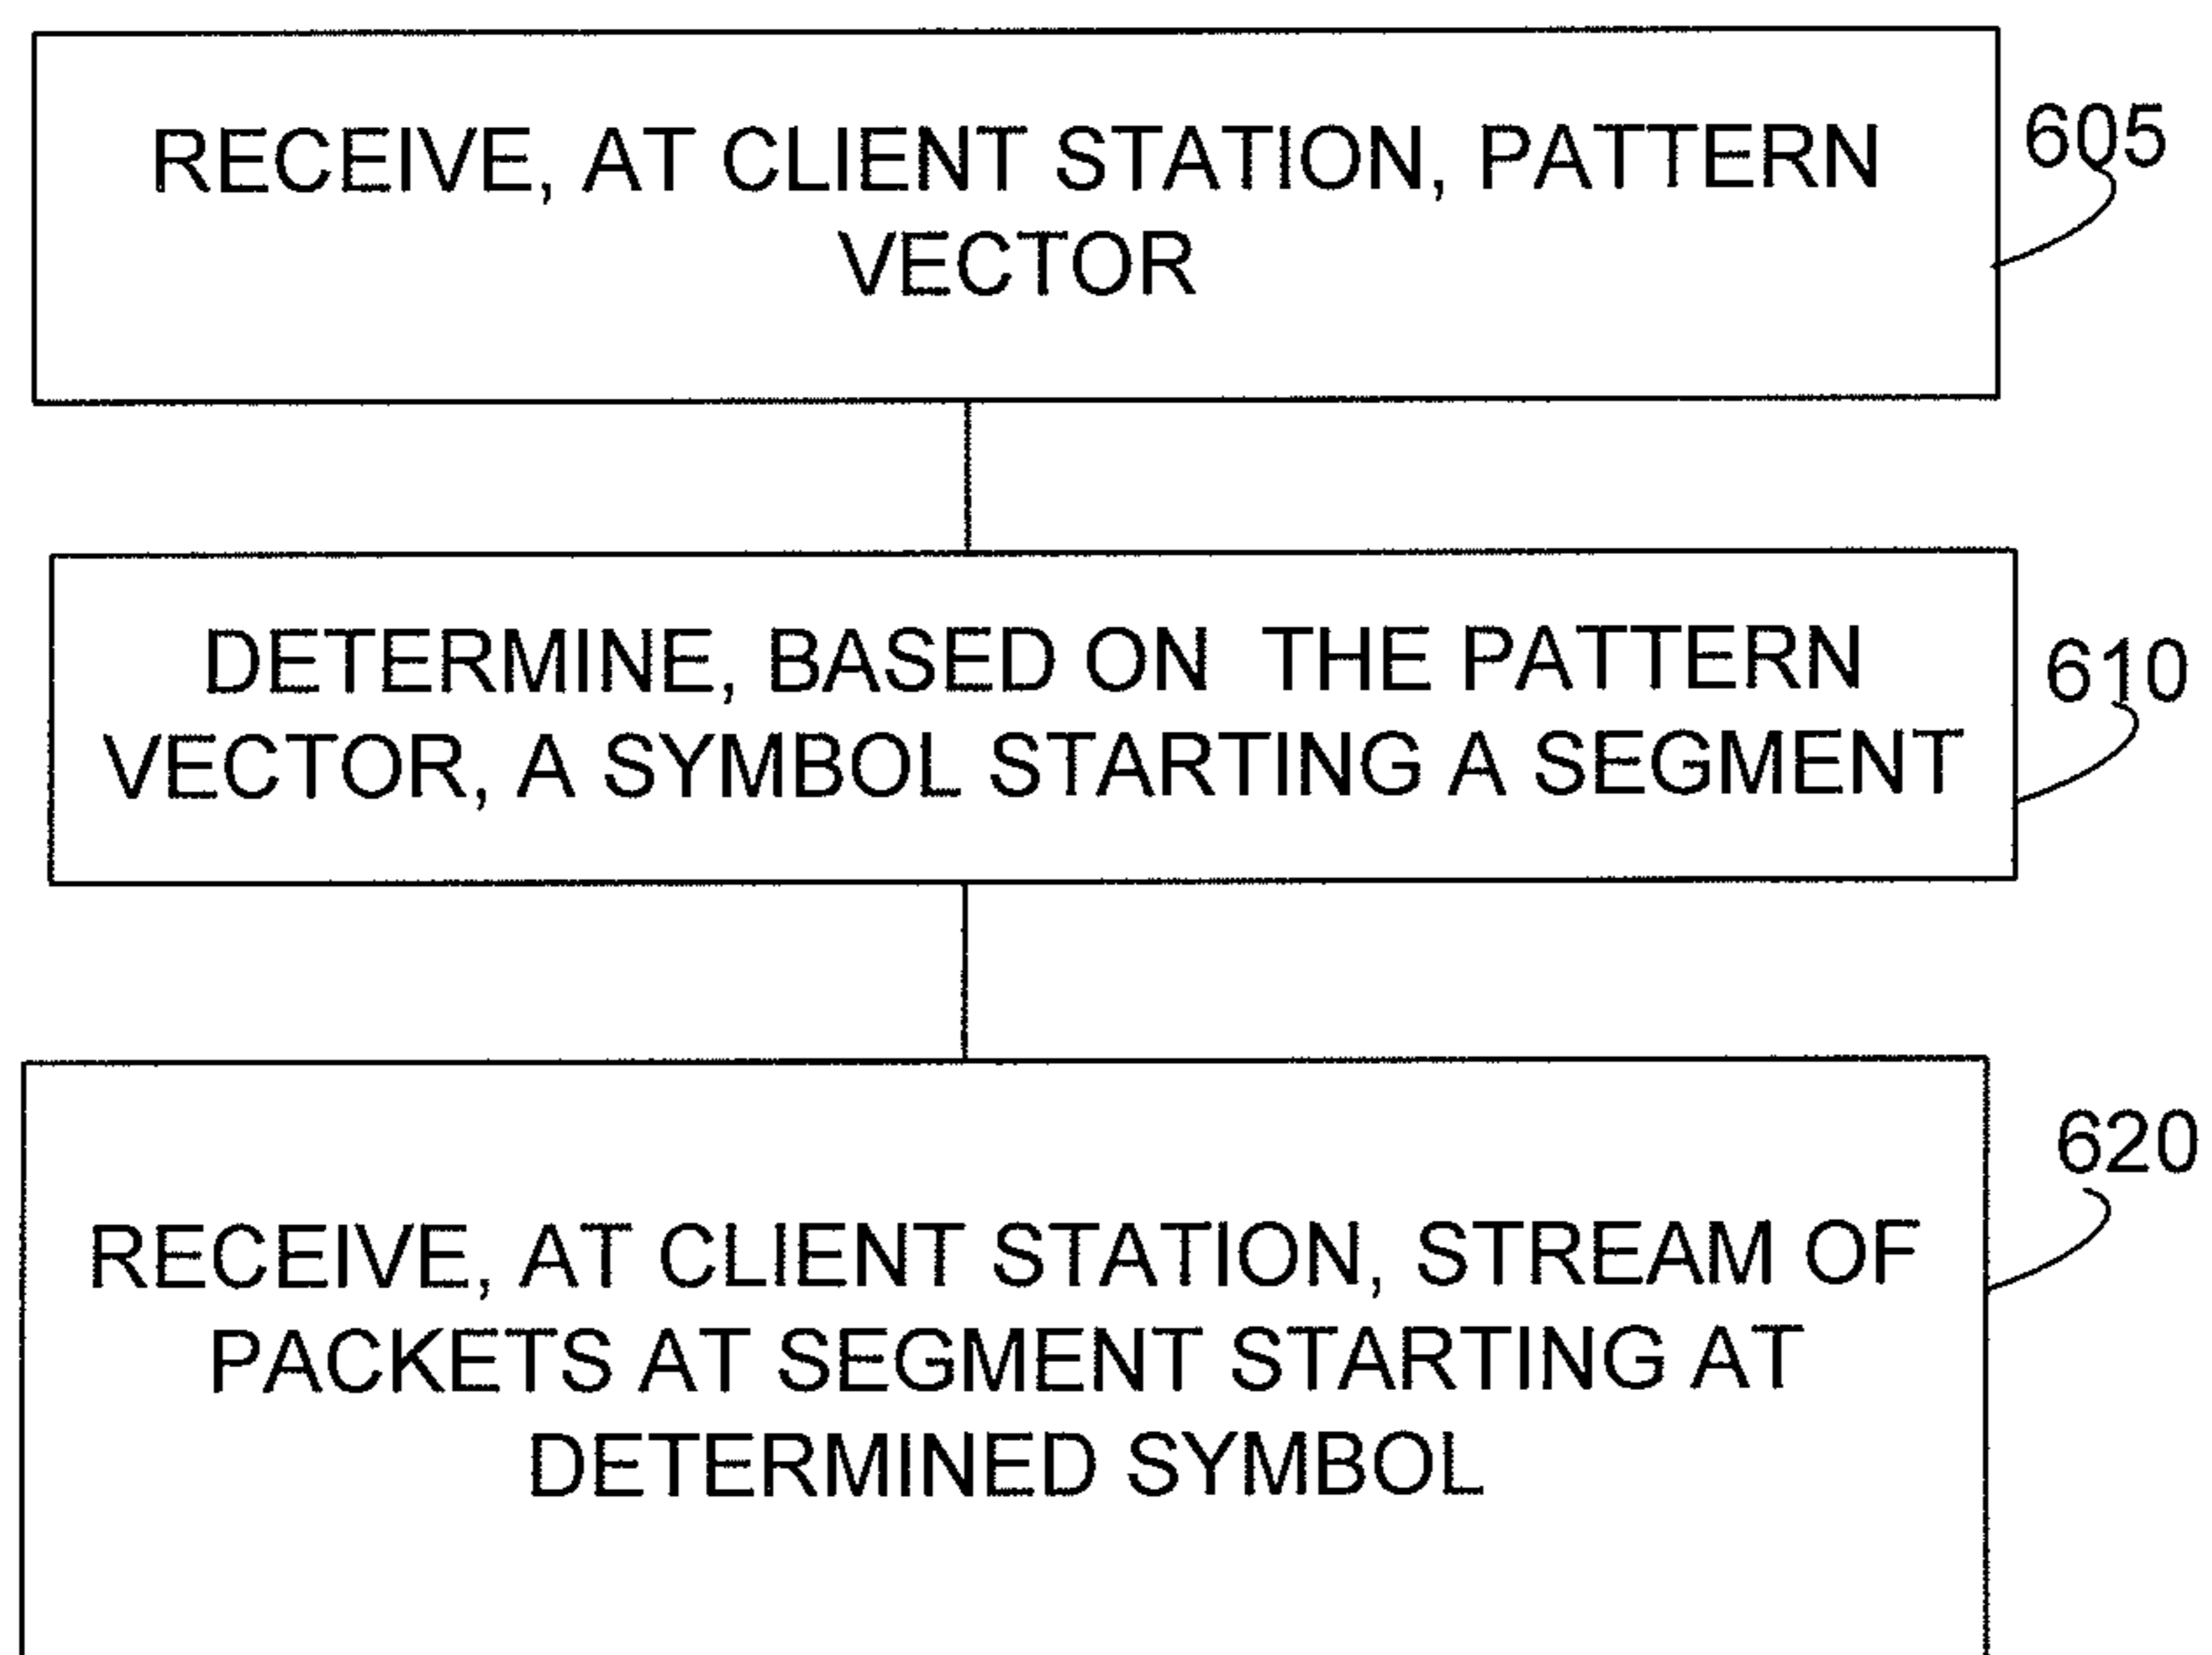 RECEIVE, AT CLIENT STATION, PATTERN
VECTOR
605
DETERMINE, BASED ON THE PATTERN
VECTOR, A SYMBOL STARTING A SEGMENT
610
RECEIVE, AT CLIENT STATION, STREAM OF
PACKETS AT SEGMENT STARTING AT
DETERMINED SYMBOL
620